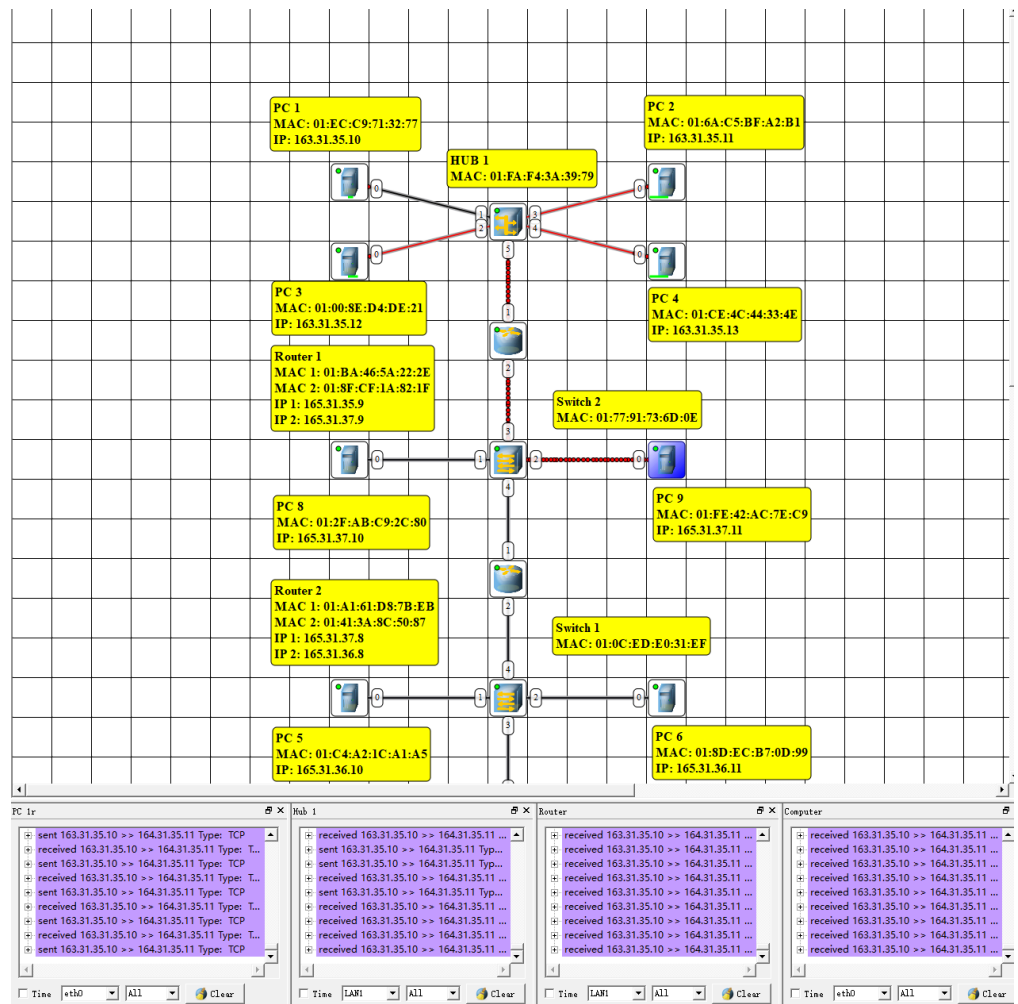 PC 1
MAC: 01:EC:C9:71:32:77
IP: 163.31.35.10
PC 2
MAC: 01:6A:C5:BF:A2:B1
IP: 163.31.35.11
HUB 1
MAC: 01:FA:F4:3A:39:79
0
0
1
3
2
4
0
0
5
PC 3
MAC: 01:00:8E:D4:DE:21
IP: 163.31.35.12
PC 4
MAC: 01:CE:4C:44:33:4E
IP: 163.31.35.13
1
Router 1
MAC 1: 01:BA:46:5A:22:2E
MAC 2: 01:8F:CF:1A:82:1F
IP 1: 165.31.35.9
IP 2: 165.31.37.9
2
Switch 2
MAC: 01:77:91:73:6D:0E
3
0
1
2
0
4
PC 8
MAC: 01:2F:AB:C9:2C:80
IP: 165.31.37.10
PC 9
MAC: 01:FE:42:AC:7E:C9
IP: 165.31.37.11
1
Router 2
MAC 1: 01:A1:61:D8:7B:EB
MAC 2: 01:41:3A:8C:50:87
IP 1: 165.31.37.8
IP 2: 165.31.36.8
2
Switch 1
MAC: 01:0C:ED:E0:31:EF
4
0
1
2
0
3
PC 5
MAC: 01:C4:A2:1C:A1:A5
IP: 165.31.36.10
PC 6
MAC: 01:8D:EC:B7:0D:99
IP: 165.31.36.11
PC 1r
sent 163.31.35.10 >> 164.31.35.11 Type: TCP
received 163.31.35.10 >> 164.31.35.11 Type: T...
sent 163.31.35.10 >> 164.31.35.11 Type: TCP
received 163.31.35.10 >> 164.31.35.11 Type: T...
sent 163.31.35.10 >> 164.31.35.11 Type: TCP
received 163.31.35.10 >> 164.31.35.11 Type: T...
sent 163.31.35.10 >> 164.31.35.11 Type: TCP
received 163.31.35.10 >> 164.31.35.11 Type: T...
sent 163.31.35.10 >> 164.31.35.11 Type: TCP
Time eth0 All Clear
Hub 1
received 163.31.35.10 >> 164.31.35.11 ...
sent 163.31.35.10 >> 164.31.35.11 Typ...
received 163.31.35.10 >> 164.31.35.11 ...
received 163.31.35.10 >> 164.31.35.11 ...
sent 163.31.35.10 >> 164.31.35.11 Typ...
received 163.31.35.10 >> 164.31.35.11 ...
received 163.31.35.10 >> 164.31.35.11 ...
received 163.31.35.10 >> 164.31.35.11 ...
received 163.31.35.10 >> 164.31.35.11 ...
Time LAN1 All Clear
Router
received 163.31.35.10 >> 164.31.35.11 ...
received 163.31.35.10 >> 164.31.35.11 ...
received 163.31.35.10 >> 164.31.35.11 ...
received 163.31.35.10 >> 164.31.35.11 ...
received 163.31.35.10 >> 164.31.35.11 ...
received 163.31.35.10 >> 164.31.35.11 ...
received 163.31.35.10 >> 164.31.35.11 ...
received 163.31.35.10 >> 164.31.35.11 ...
received 163.31.35.10 >> 164.31.35.11 ...
Time LAN1 All Clear
Computer
received 163.31.35.10 >> 164.31.35.11 ...
received 163.31.35.10 >> 164.31.35.11 ...
received 163.31.35.10 >> 164.31.35.11 ...
received 163.31.35.10 >> 164.31.35.11 ...
received 163.31.35.10 >> 164.31.35.11 ...
received 163.31.35.10 >> 164.31.35.11 ...
received 163.31.35.10 >> 164.31.35.11 ...
received 163.31.35.10 >> 164.31.35.11 ...
received 163.31.35.10 >> 164.31.35.11 ...
Time eth0 All Clear